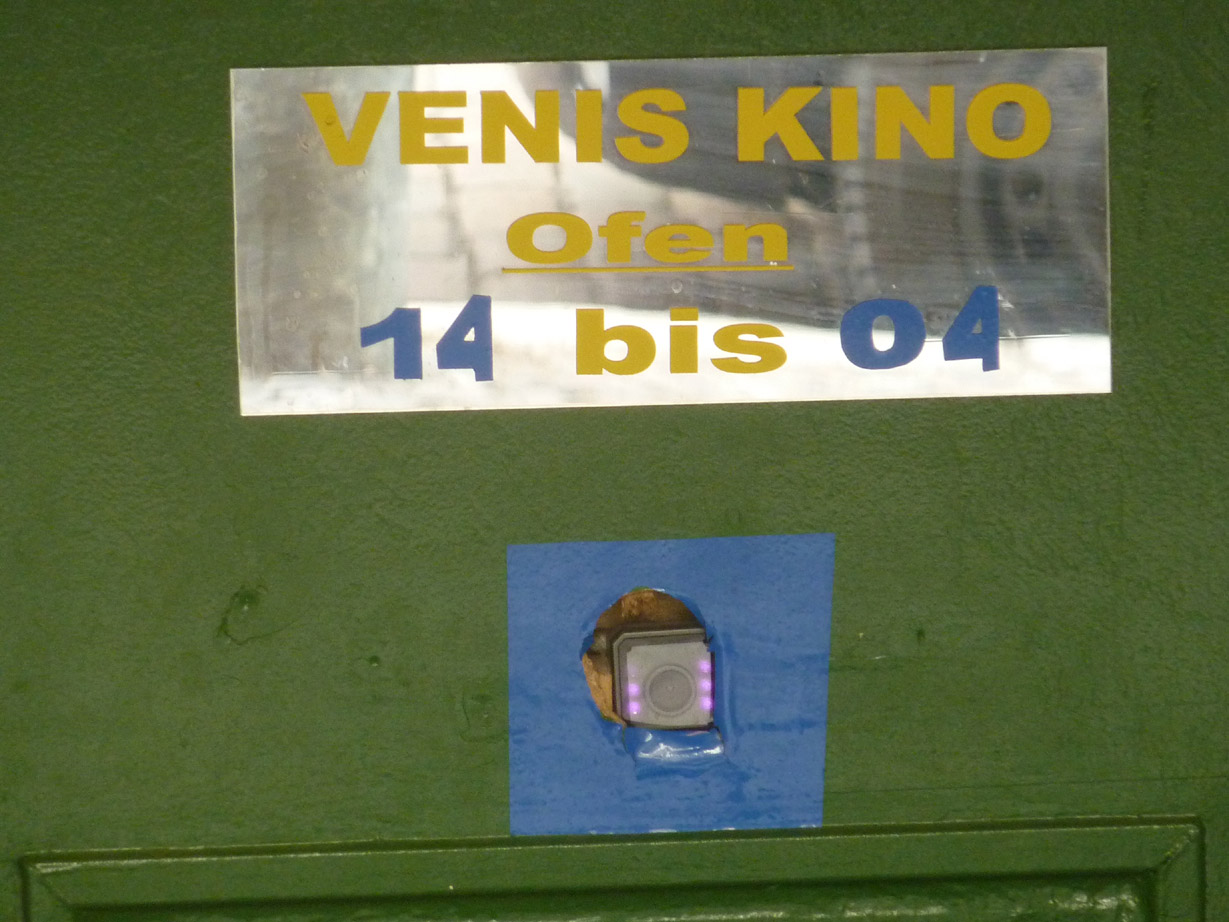 VENIS KINO
Ofen
14 bis 04